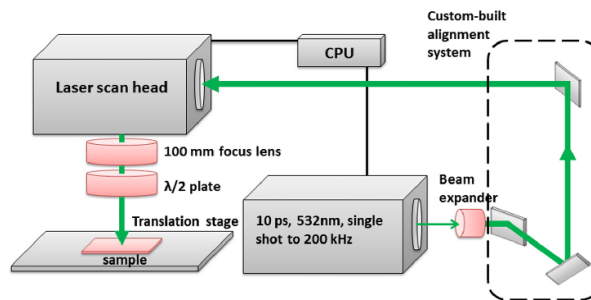 Custom-built
alignment
system
CPU
Laser scan head
100 mm focus lens
λ/2 plate
Beam
expander
Translation stage
10 ps, 532nm, single
shot to 200 kHz
sample